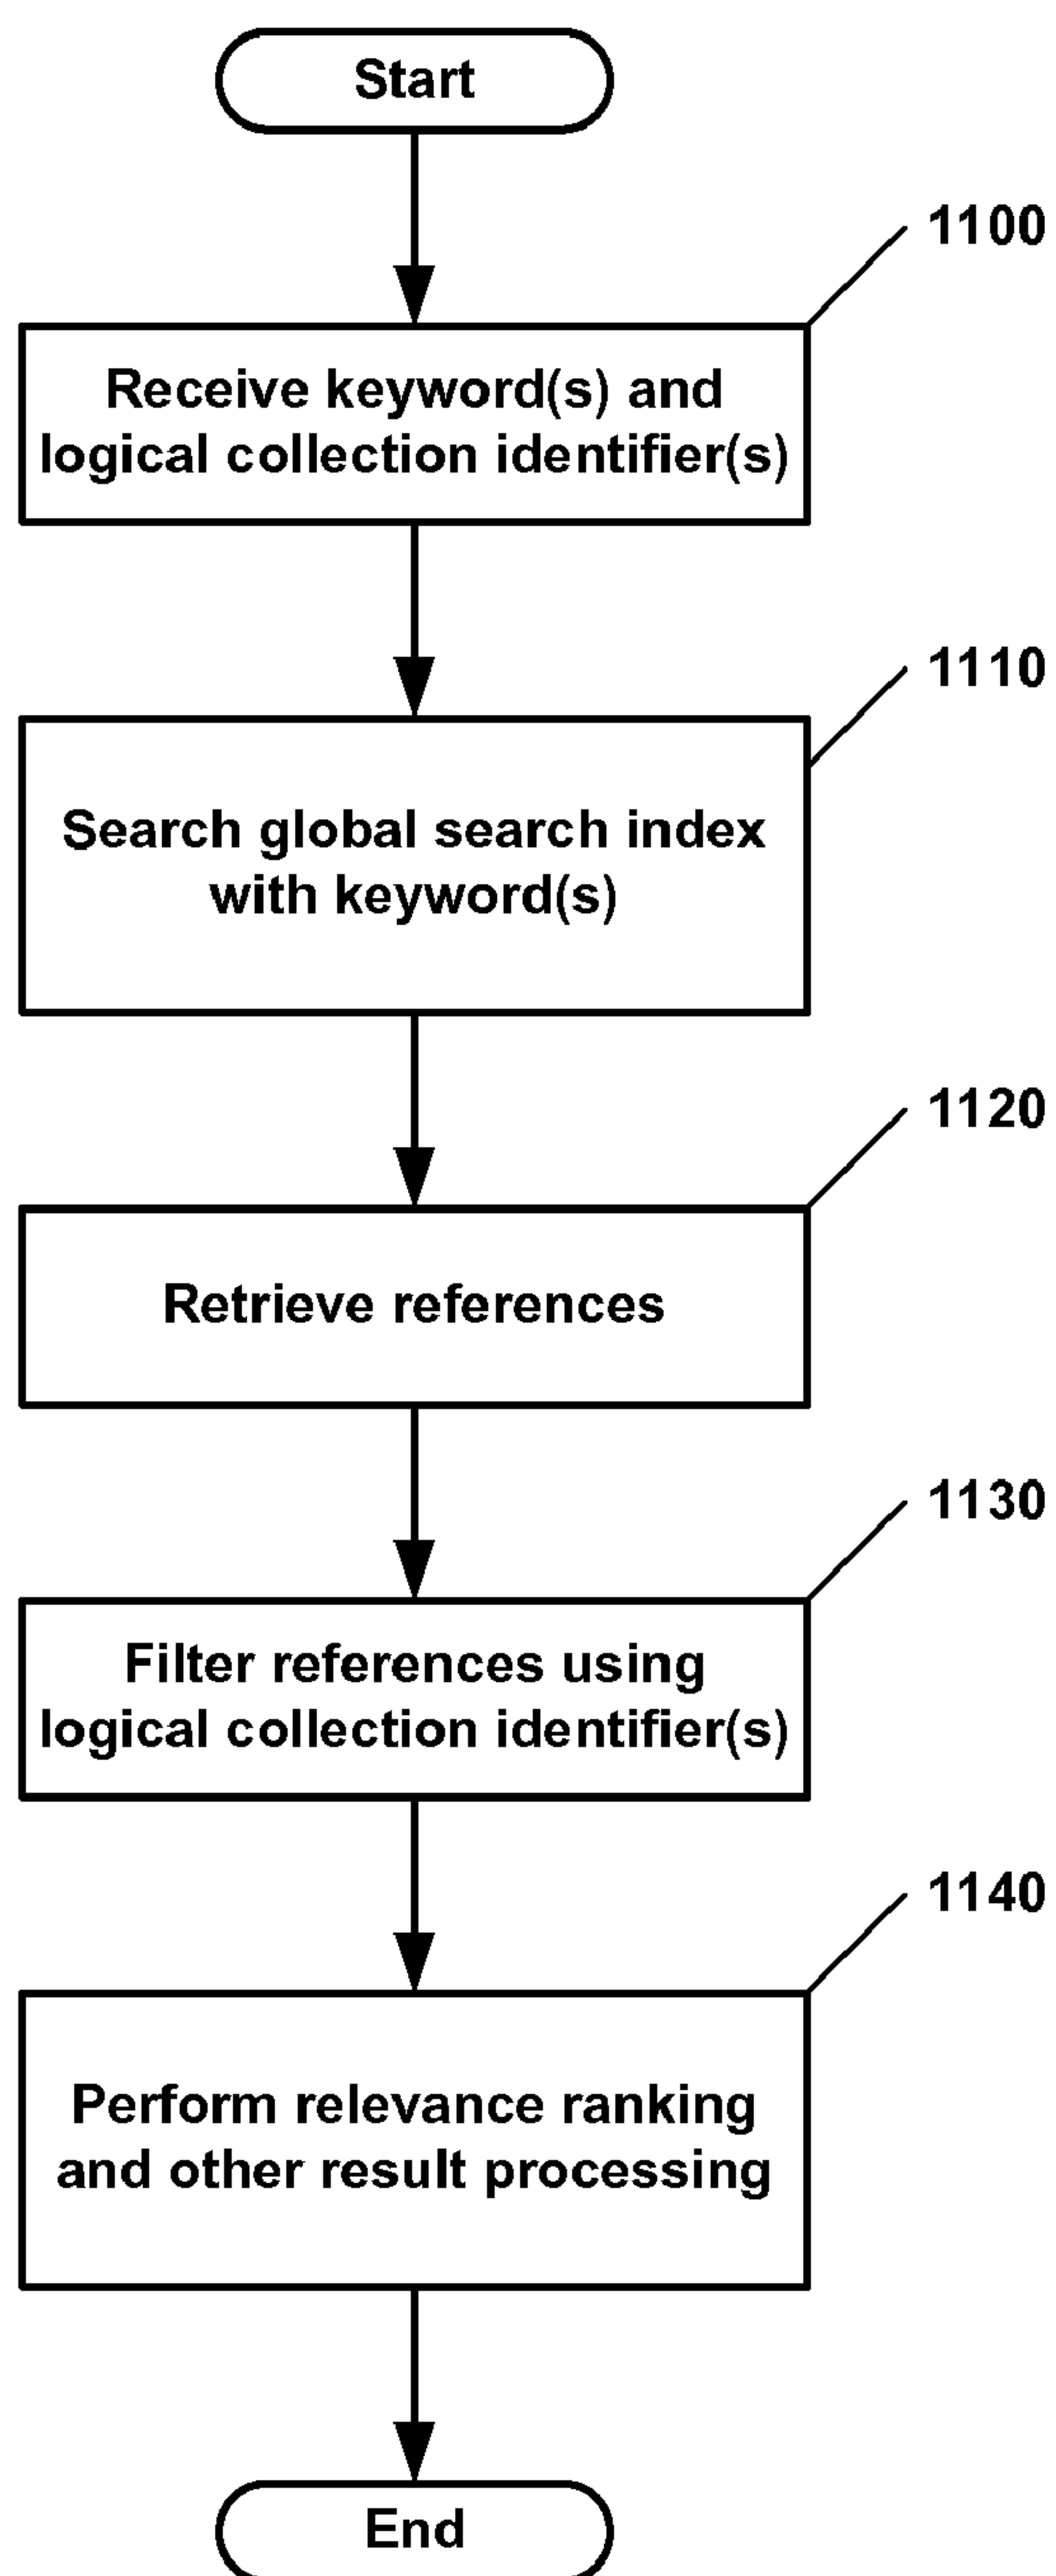 Start
1100
Receive keyword(s) and
logical collection identifier(s)
1110
Search global search index
with keyword(s)
1120
Retrieve references
1130
Filter references using
logical collection identifier(s)
1140
Perform relevance ranking
and other result processing
End